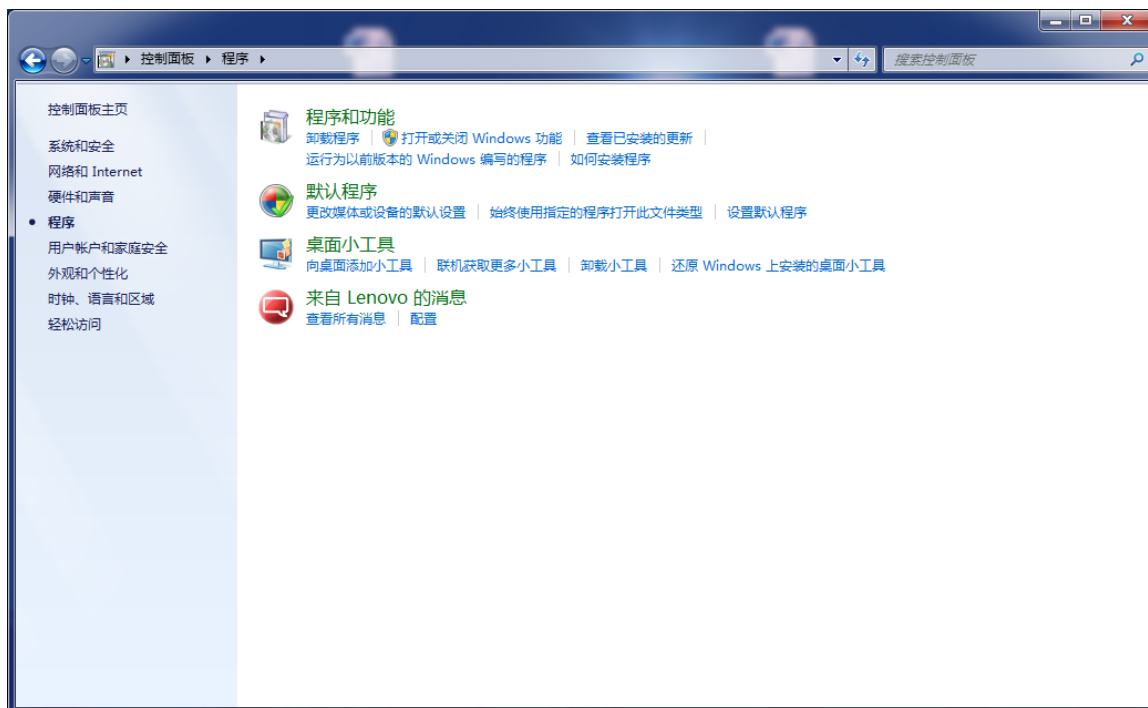 控制面板 程序
搜索控制面板
控制面板主页
系统和安全
网络和 Internet
硬件和声音
程序
用户帐户和家庭安全
外观和个性化
时钟、语言和区域
轻松访问
程序和功能
卸载程序 打开或关闭 Windows 功能 查看已安装的更新
运行为以前版本的 Windows 编写的程序 如何安装程序
默认程序
更改媒体或设备的默认设置 始终使用指定的程序打开此文件类型 设置默认程序
桌面小工具
向桌面添加小工具 联机获取更多小工具 卸载小工具 还原 Windows 上安装的桌面小工具
来自 Lenovo 的消息
查看所有消息 配置